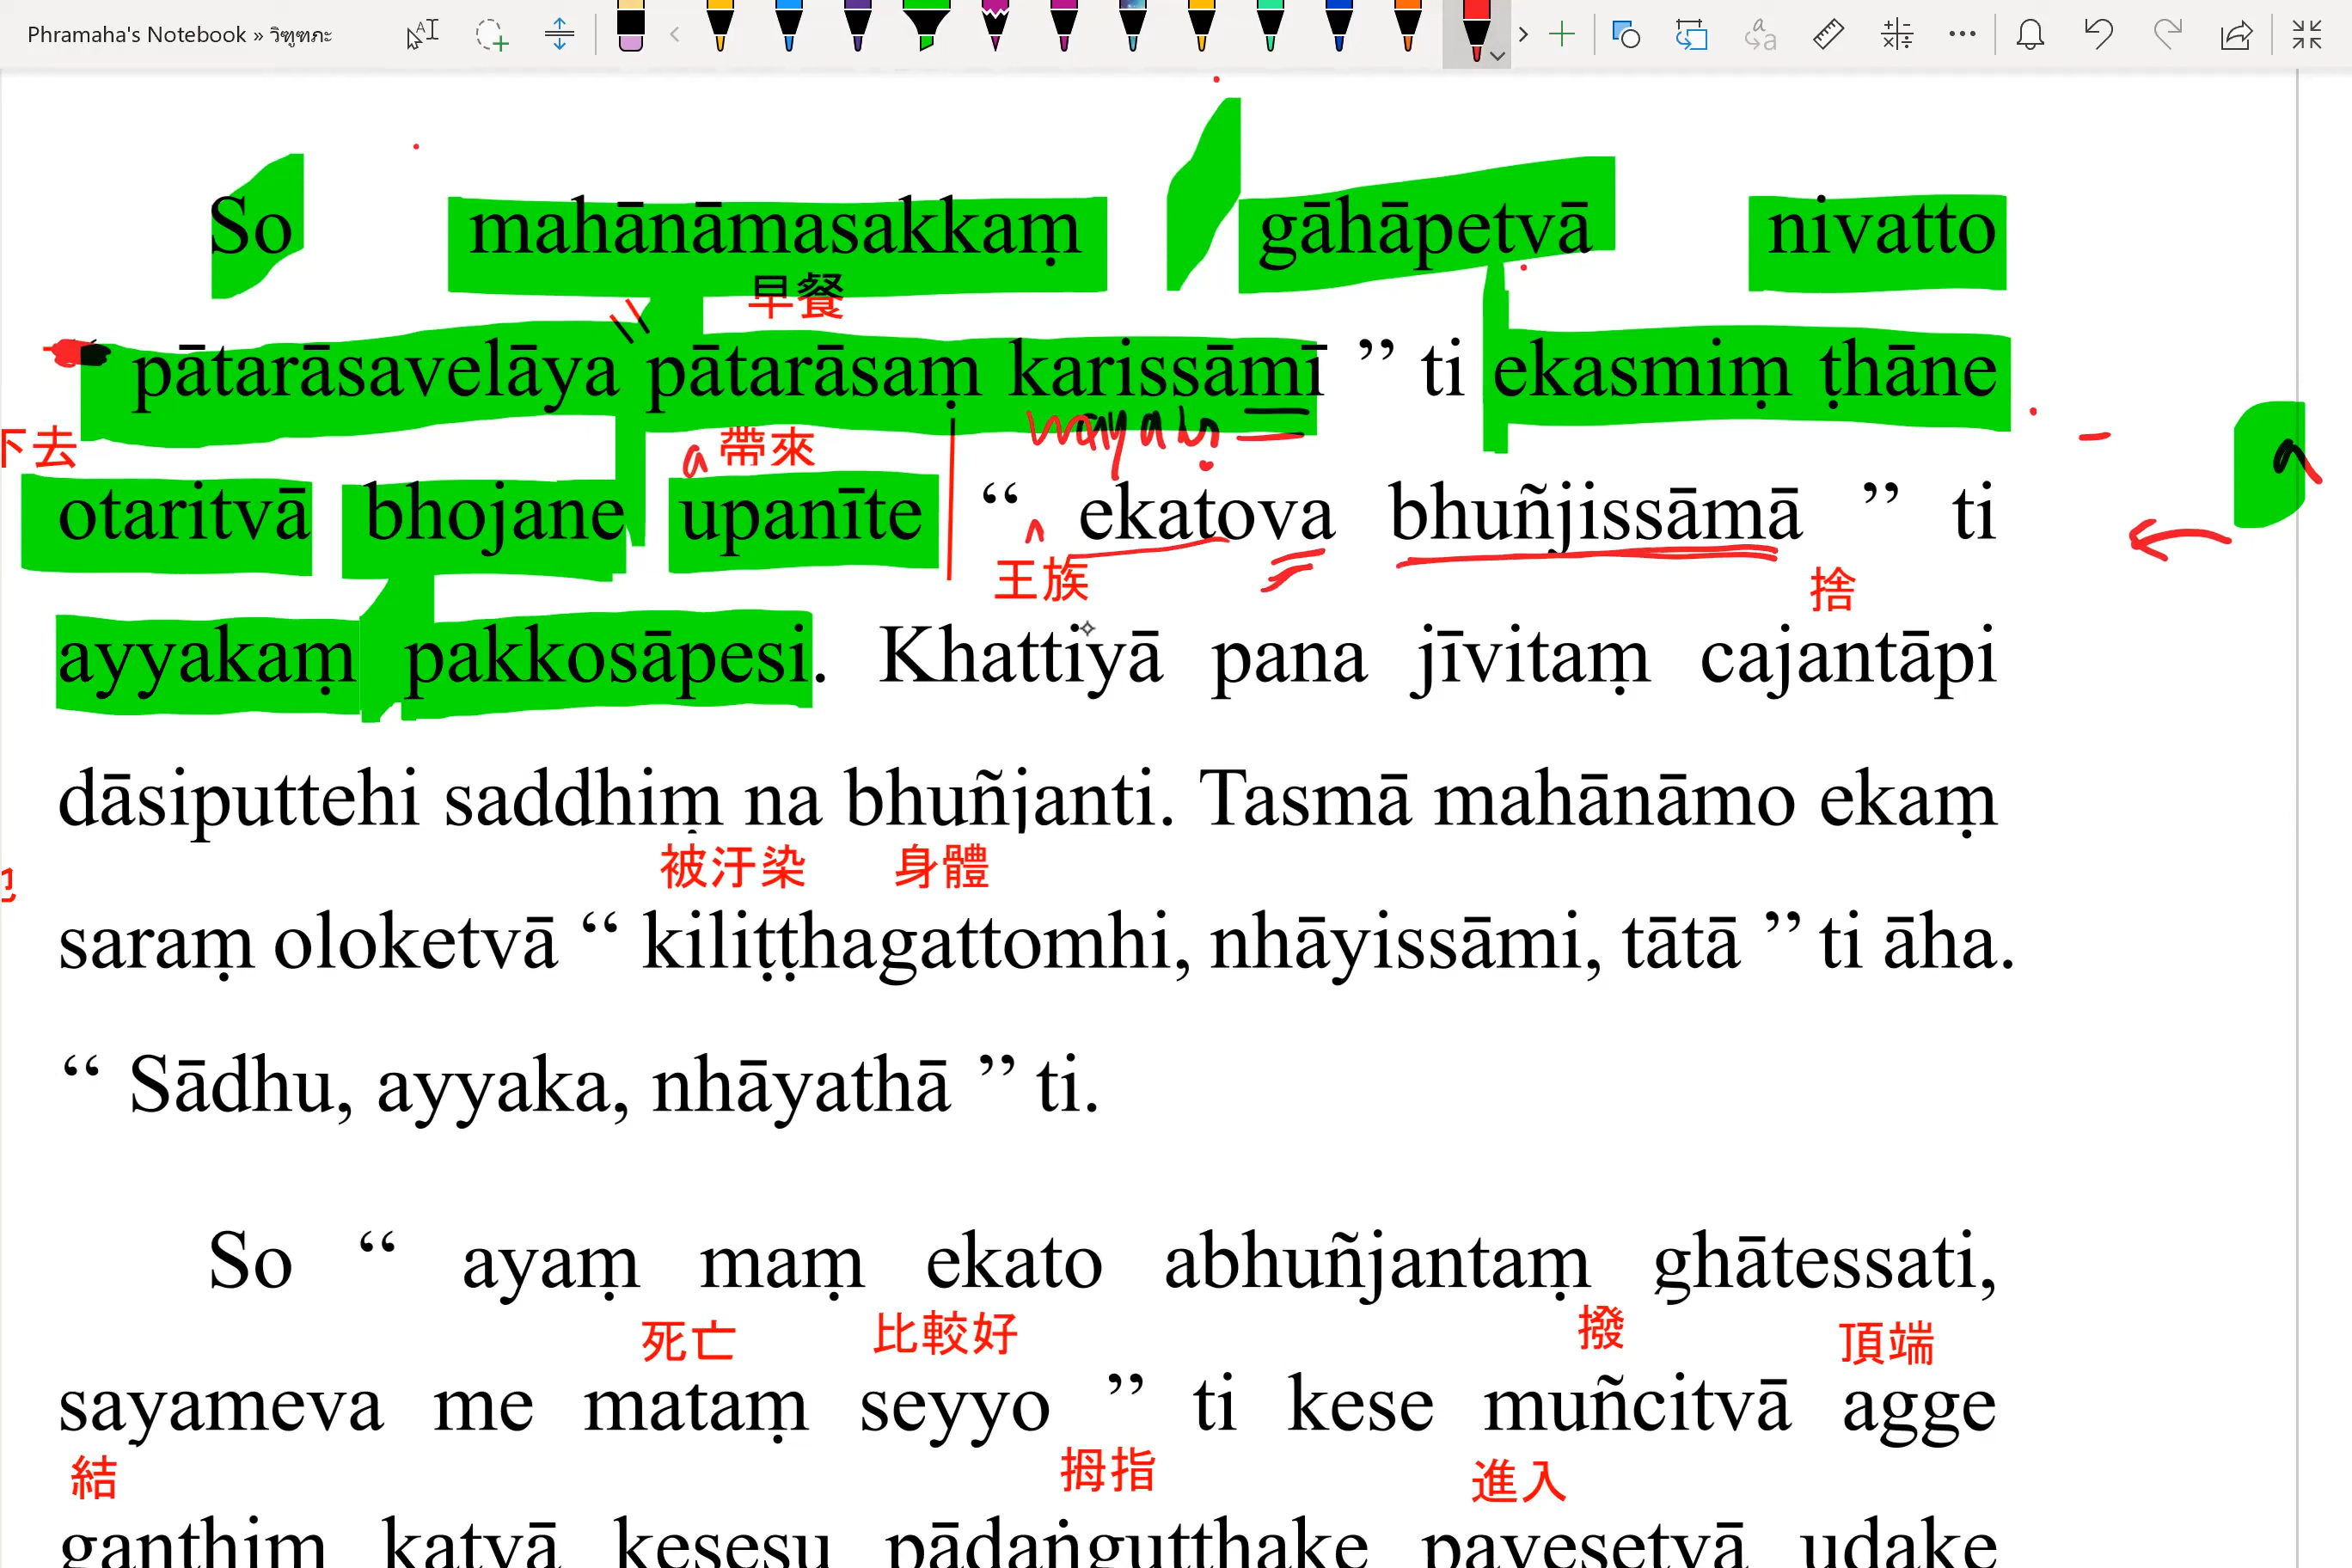 Phramaha's Notebook » วิฑูฑภะ
So mahānāmasakkaṃ gāhāpetvā nivatto
早餐
pātarāsavelāya pātarāsaṃ karissāmī ” ti ekasmiṃ ṭhāne
mayaṃ
下去 a 帶來
otaritvā bhojane upanīte “ ekatova bhuñjissāmā ” ti
王族 捨
ayyakaṃ pakkosāpesi. Khattiyā pana jīvitaṃ cajantāpi
dāsiputtehi saddhiṃ na bhuñjanti. Tasmā mahānāmo ekaṃ
被汙染 身體
saraṃ oloketvā “ kiliṭṭhagattomhi, nhāyissāmi, tātā ” ti āha.
“ Sādhu, ayyaka, nhāyathā ” ti.
So “ ayaṃ maṃ ekato abhuñjantaṃ ghātessati,
死亡 比較好 撥 頂端
sayameva me mataṃ seyyo ” ti kese muñcitvā agge
結 拇指 進入
ganthiṃ katvā kesesu pādaṅguṭṭhake pavesetvā udake